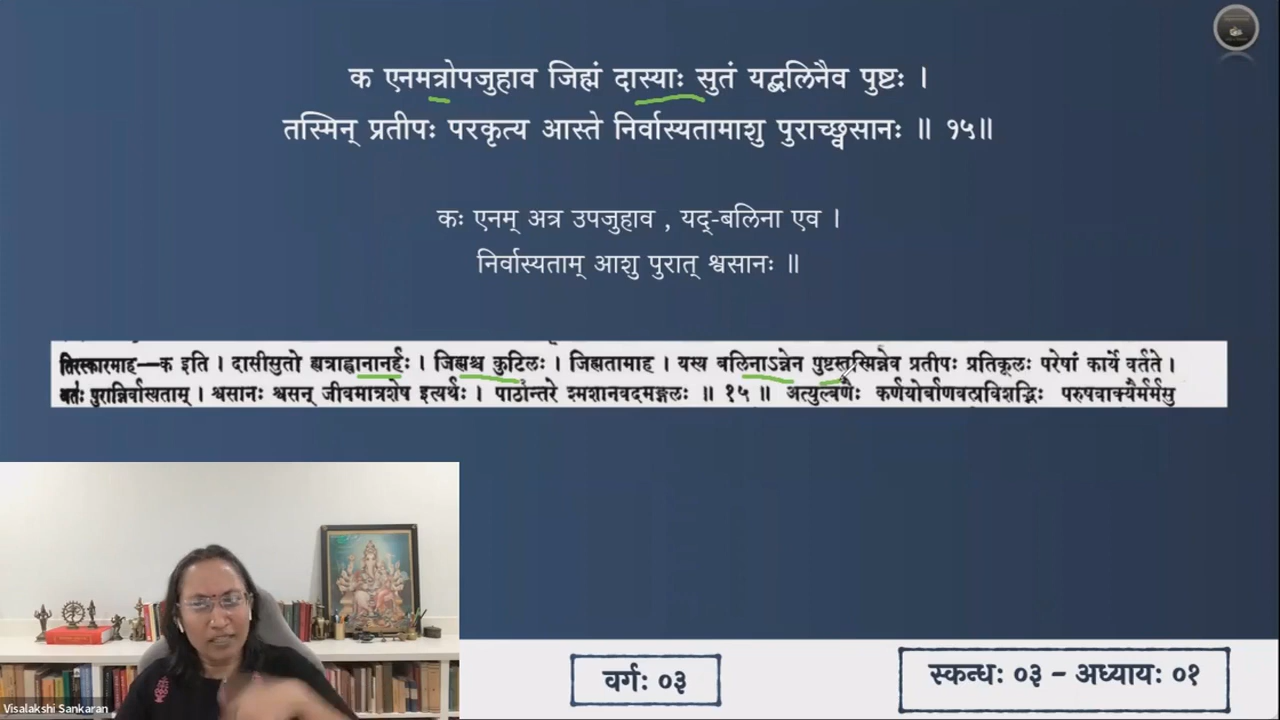 क एनमत्रोपजुहाव जिह्मं दास्याः सुतं यद्बलिनैव पुष्टः ।
तस्मिन् प्रतीपः परकृत्य आस्ते निर्वास्यतामाशु पुराच्छ्वसानः ॥ १५॥
कः एनम् अत्र उपजुहाव , यद्-बलिना एव ।
निर्वास्यताम् आशु पुरात् श्वसानः ॥
तिरस्कारमाह—क इति । दासीसुतो ह्यत्राह्वानानर्हः । जिह्मश्च कुटिलः । जिह्मतामाह । यस्य बलिनाऽन्नेन पुष्टस्तस्मिन्नेव प्रतीपः प्रतिकूलः परेषां कार्ये वर्तते ।
अतः पुरान्निर्वास्यताम् । श्वसानः श्वसन् जीवमात्रशेष इत्यर्थः । पाठांन्तरे श्मशानवदमङ्गलः ॥ १५ ॥ अत्युल्बणैः कर्णयोर्बाणवत्प्रविशद्भिः परुषवाक्यैर्मर्मसु
वर्गः ०३
स्कन्धः ०३ – अध्यायः ०१
Visalakshi Sankaran